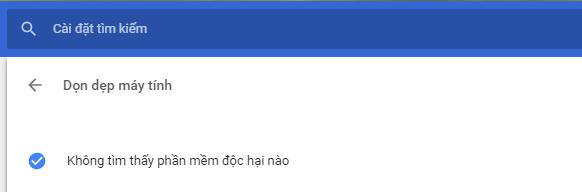 Cài đặt tìm kiếm
Dọn dẹp máy tính
Không tìm thấy phần mềm độc hại nào